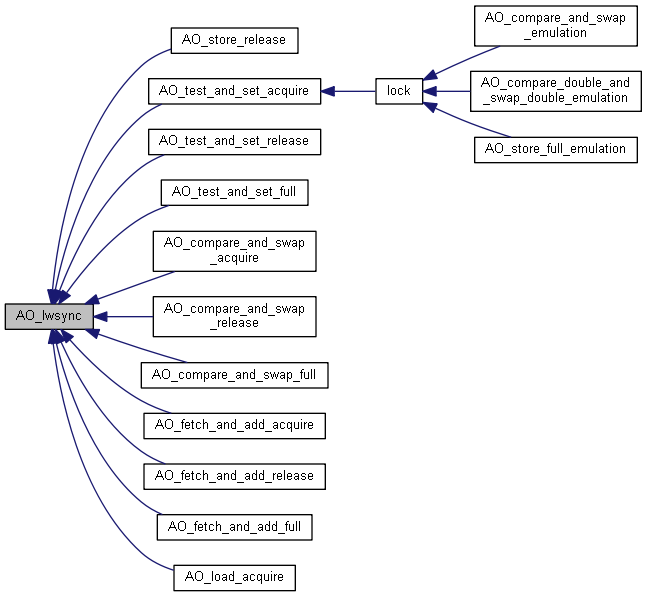 AO_store_release
AO_compare_and_swap
_emulation
AO_test_and_set_acquire
lock
AO_compare_double_and
_swap_double_emulation
AO_test_and_set_release
AO_store_full_emulation
AO_test_and_set_full
AO_compare_and_swap
_acquire
AO_lwsync
AO_compare_and_swap
_release
AO_compare_and_swap_full
AO_fetch_and_add_acquire
AO_fetch_and_add_release
AO_fetch_and_add_full
AO_load_acquire